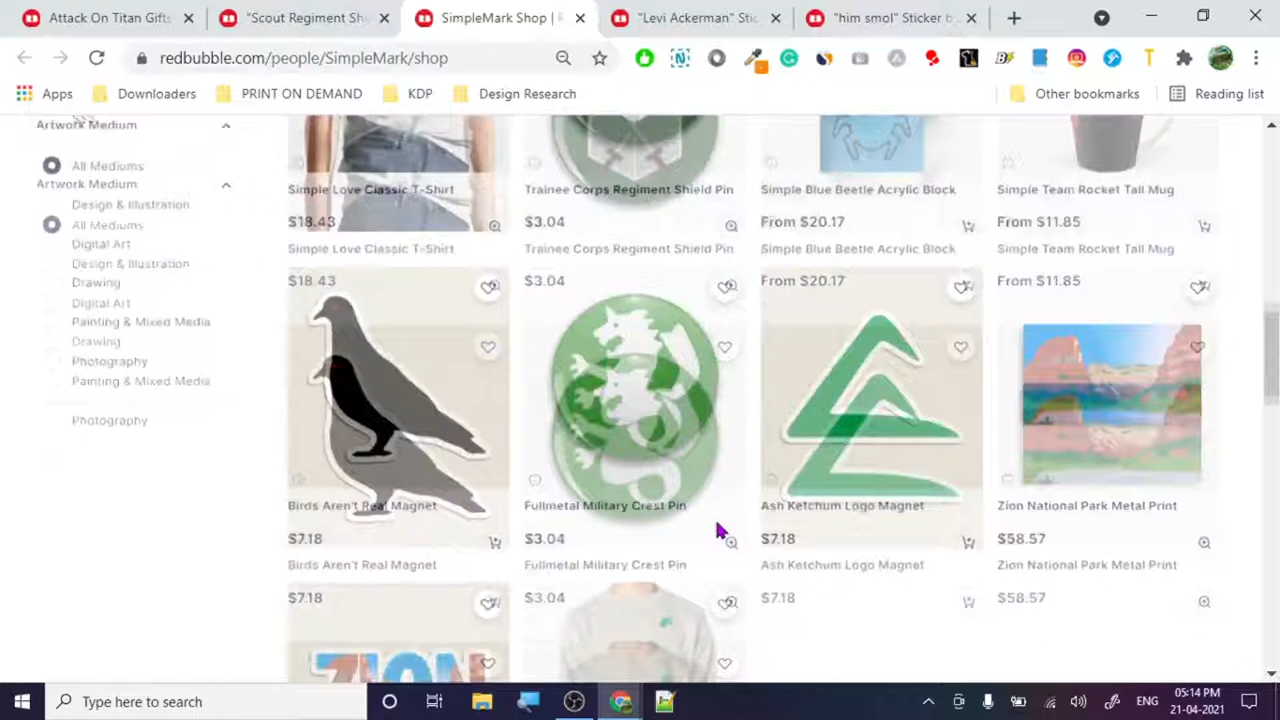 Attack On Titan Gifts
"Scout Regiment Sh
SimpleMark Shop | R
"Levi Ackerman" Stic
"him smol" Sticker b
redbubble.com/people/SimpleMark/shop
Apps
Downloaders
PRINT ON DEMAND
KDP
Design Research
Other bookmarks
Reading list
Artwork Medium
All Mediums
Artwork Medium
Design & Illustration
All Mediums
Digital Art
Design & Illustration
Drawing
Digital Art
Painting & Mixed Media
Drawing
Photography
Painting & Mixed Media
Photography
Simple Love Classic T-Shirt
Trainee Corps Regiment Shield Pin
Simple Blue Beetle Acrylic Block
Simple Team Rocket Tall Mug
$18.43
$3.04
From $20.17
From $11.85
Simple Love Classic T-Shirt
Trainee Corps Regiment Shield Pin
Simple Blue Beetle Acrylic Block
Simple Team Rocket Tall Mug
$18.43
$3.04
From $20.17
From $11.85
Birds Aren't Real Magnet
Fullmetal Military Crest Pin
Ash Ketchum Logo Magnet
Zion National Park Metal Print
$7.18
$3.04
$7.18
$58.57
Birds Aren't Real Magnet
Fullmetal Military Crest Pin
Ash Ketchum Logo Magnet
Zion National Park Metal Print
$7.18
$3.04
$7.18
$58.57
ZION
Type here to search
ENG
05:14 PM
21-04-2021